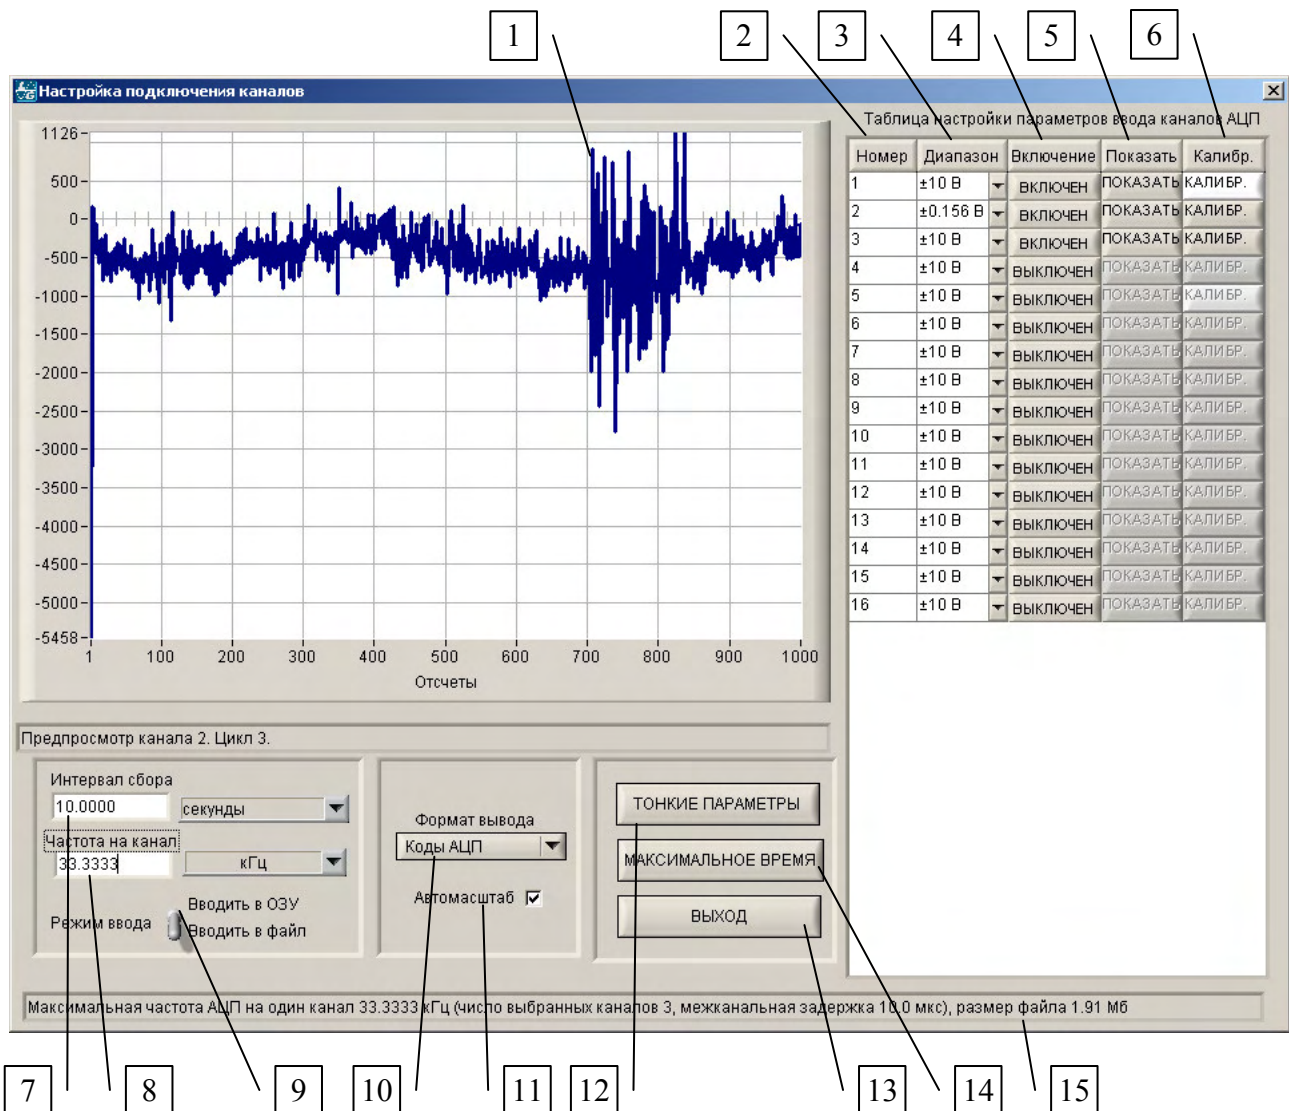 1 2 3 4 5 6
Настройка подключения каналов
Таблица настройки параметров ввода каналов АЦП
Номер Диапазон Включение Показать Калибр.
1 ±10 В ВКЛЮЧЕН ПОКАЗАТЬ КАЛИБР.
2 ±0.156 В ВКЛЮЧЕН ПОКАЗАТЬ КАЛИБР.
3 ±10 В ВКЛЮЧЕН ПОКАЗАТЬ КАЛИБР.
4 ±10 В ВЫКЛЮЧЕН ПОКАЗАТЬ КАЛИБР.
5 ±10 В ВЫКЛЮЧЕН ПОКАЗАТЬ КАЛИБР.
6 ±10 В ВЫКЛЮЧЕН ПОКАЗАТЬ КАЛИБР.
7 ±10 В ВЫКЛЮЧЕН ПОКАЗАТЬ КАЛИБР.
8 ±10 В ВЫКЛЮЧЕН ПОКАЗАТЬ КАЛИБР.
9 ±10 В ВЫКЛЮЧЕН ПОКАЗАТЬ КАЛИБР.
10 ±10 В ВЫКЛЮЧЕН ПОКАЗАТЬ КАЛИБР.
11 ±10 В ВЫКЛЮЧЕН ПОКАЗАТЬ КАЛИБР.
12 ±10 В ВЫКЛЮЧЕН ПОКАЗАТЬ КАЛИБР.
13 ±10 В ВЫКЛЮЧЕН ПОКАЗАТЬ КАЛИБР.
14 ±10 В ВЫКЛЮЧЕН ПОКАЗАТЬ КАЛИБР.
15 ±10 В ВЫКЛЮЧЕН ПОКАЗАТЬ КАЛИБР.
16 ±10 В ВЫКЛЮЧЕН ПОКАЗАТЬ КАЛИБР.
1126
500
0
-500
-1000
-1500
-2000
-2500
-3000
-3500
-4000
-4500
-5000
-5458
1 100 200 300 400 500 600 700 800 900 1000
Отсчеты
Предпросмотр канала 2. Цикл 3.
Интервал сбора
10.0000 секунды
Частота на канал
33.3333 кГц
Режим ввода
Вводить в ОЗУ
Вводить в файл
Формат вывода
Коды АЦП
Автомасштаб
ТОНКИЕ ПАРАМЕТРЫ
МАКСИМАЛЬНОЕ ВРЕМЯ
ВЫХОД
Максимальная частота АЦП на один канал 33.3333 кГц (число выбранных каналов 3, межканальная задержка 10.0 мкс), размер файла 1.91 Мб
7 8 9 10 11 12 13 14 15